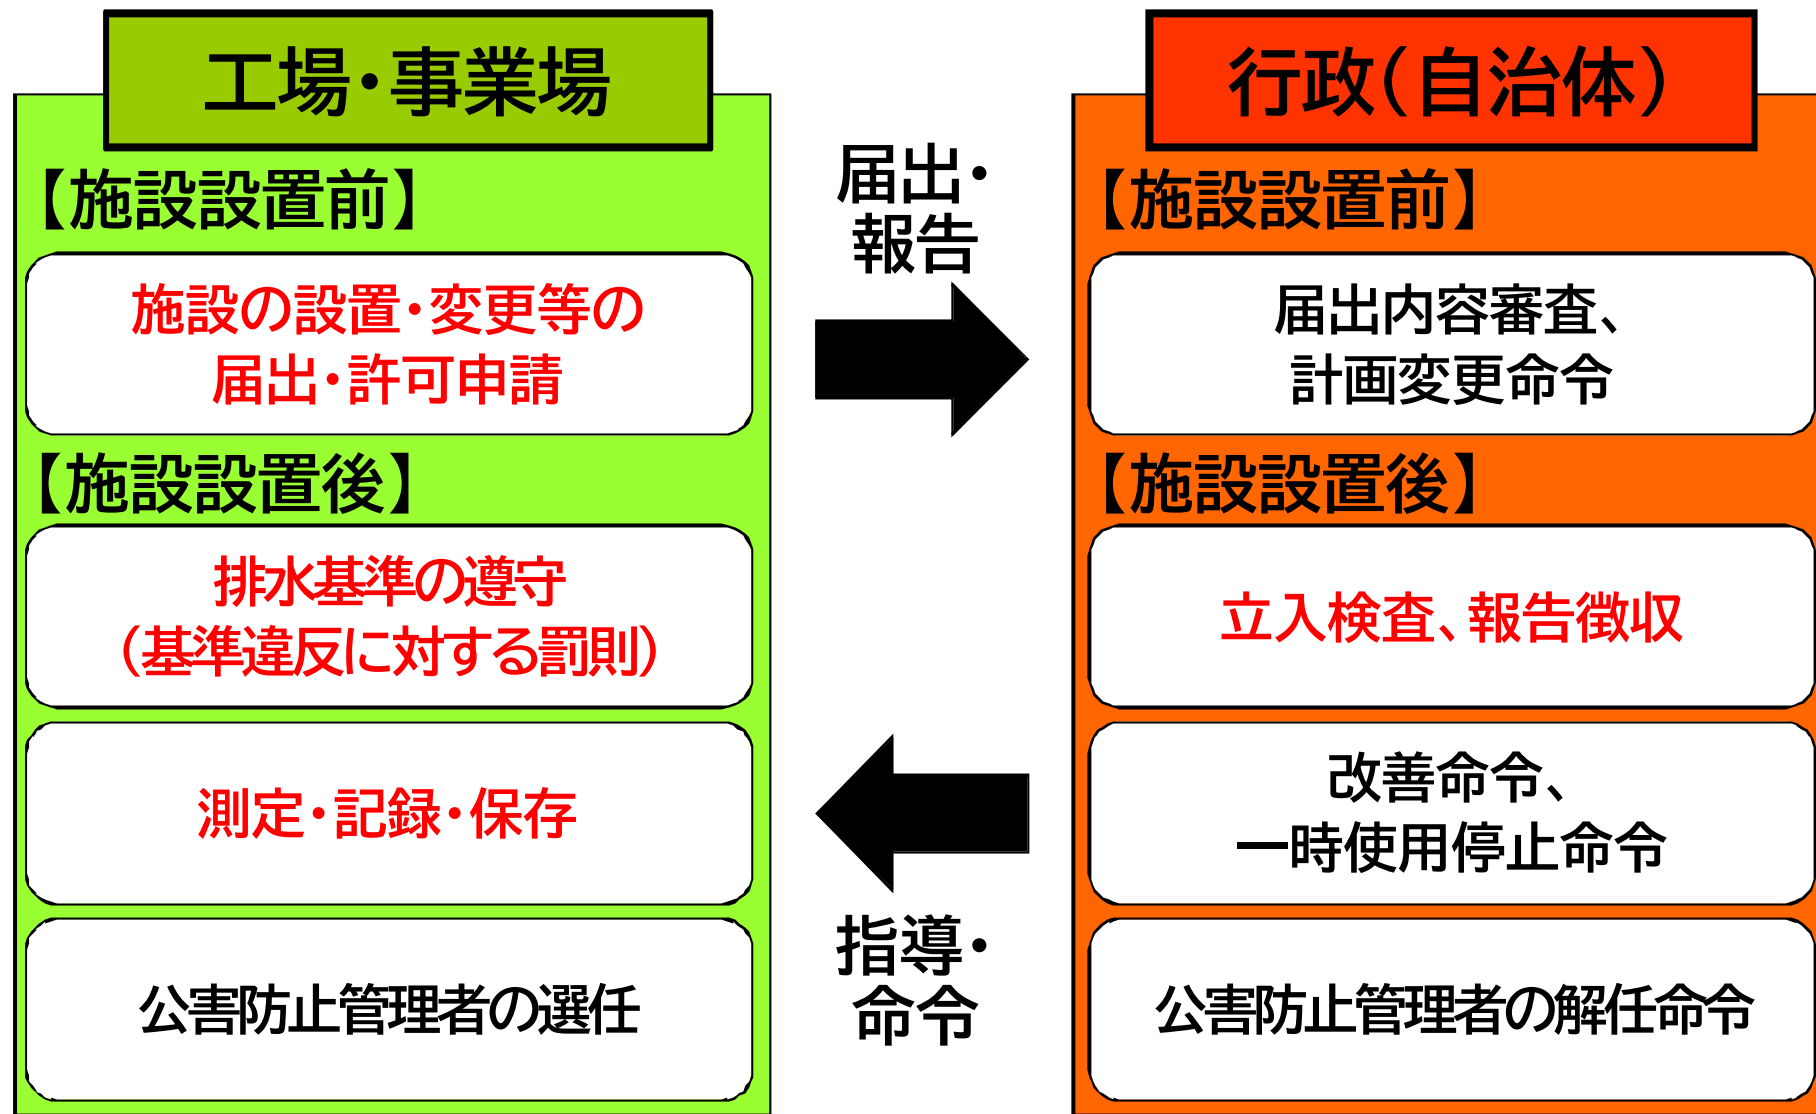 工場・事業場
【施設設置前】
施設の設置・変更等の
届出・許可申請
【施設設置後】
排水基準の遵守
（基準違反に対する罰則）
測定・記録・保存
公害防止管理者の選任
届出・
報告
指導・
命令
行政（自治体）
【施設設置前】
届出内容審査、
計画変更命令
【施設設置後】
立入検査、報告徴収
改善命令、
一時使用停止命令
公害防止管理者の解任命令